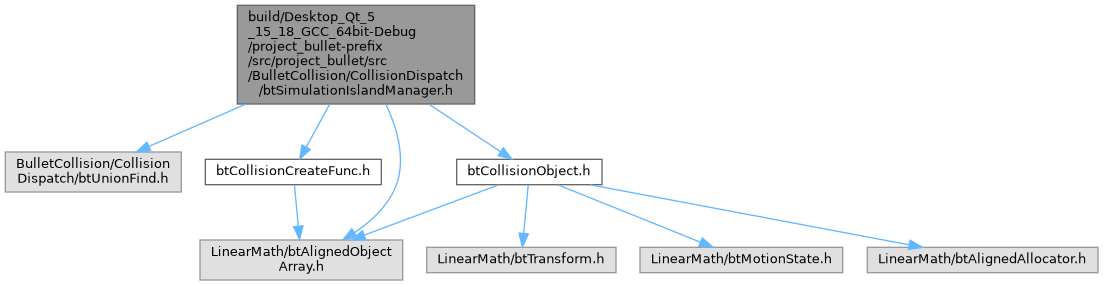 build/Desktop_Qt_5
_15_18_GCC_64bit-Debug
/project_bullet-prefix
/src/project_bullet/src
/BulletCollision/CollisionDispatch
/btSimulationIslandManager.h
BulletCollision/Collision
Dispatch/btUnionFind.h
btCollisionCreateFunc.h
btCollisionObject.h
LinearMath/btAlignedObject
Array.h
LinearMath/btTransform.h
LinearMath/btMotionState.h
LinearMath/btAlignedAllocator.h